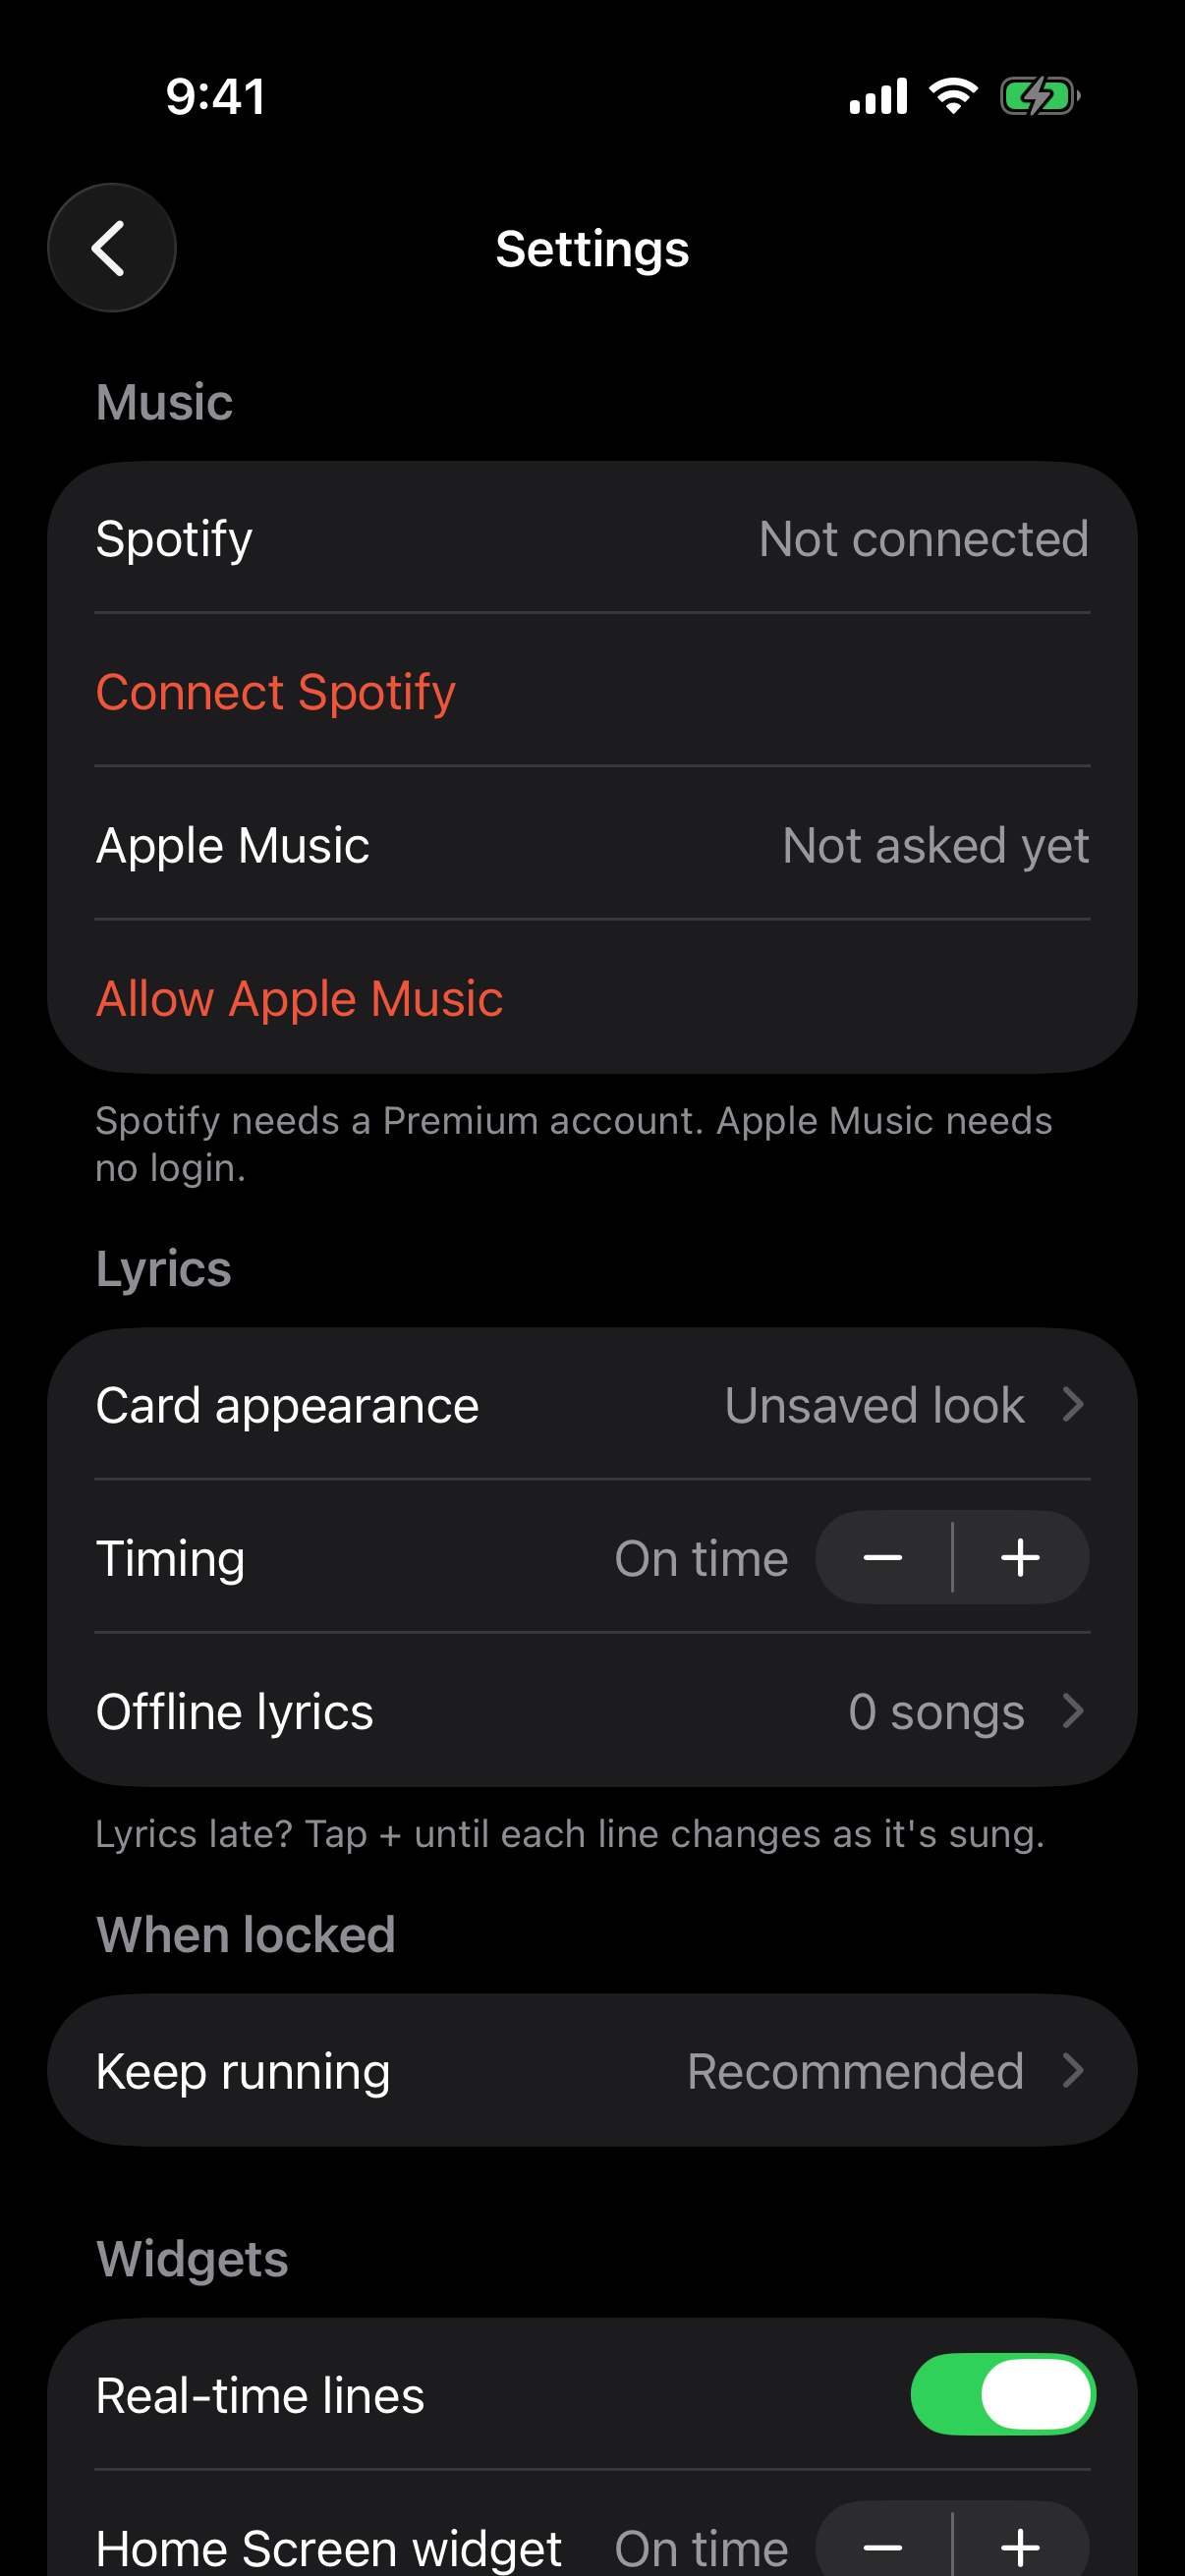 9:41
Settings
Music
Spotify Not connected
Connect Spotify
Apple Music Not asked yet
Allow Apple Music
Spotify needs a Premium account. Apple Music needs
no login.
Lyrics
Card appearance Unsaved look
Timing On time
Offline lyrics 0 songs
Lyrics late? Tap + until each line changes as it's sung.
When locked
Keep running Recommended
Widgets
Real-time lines
Home Screen widget On time